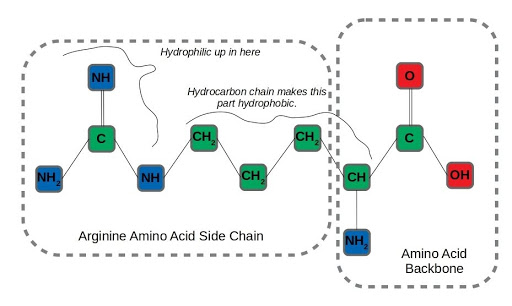 Hydrophilic up in here
NH
O
Hydrocarbon chain makes this
part hydrophobic.
C
CH2
CH2
C
NH2
NH
CH2
CH
OH
NH2
Arginine Amino Acid Side Chain
Amino Acid
Backbone